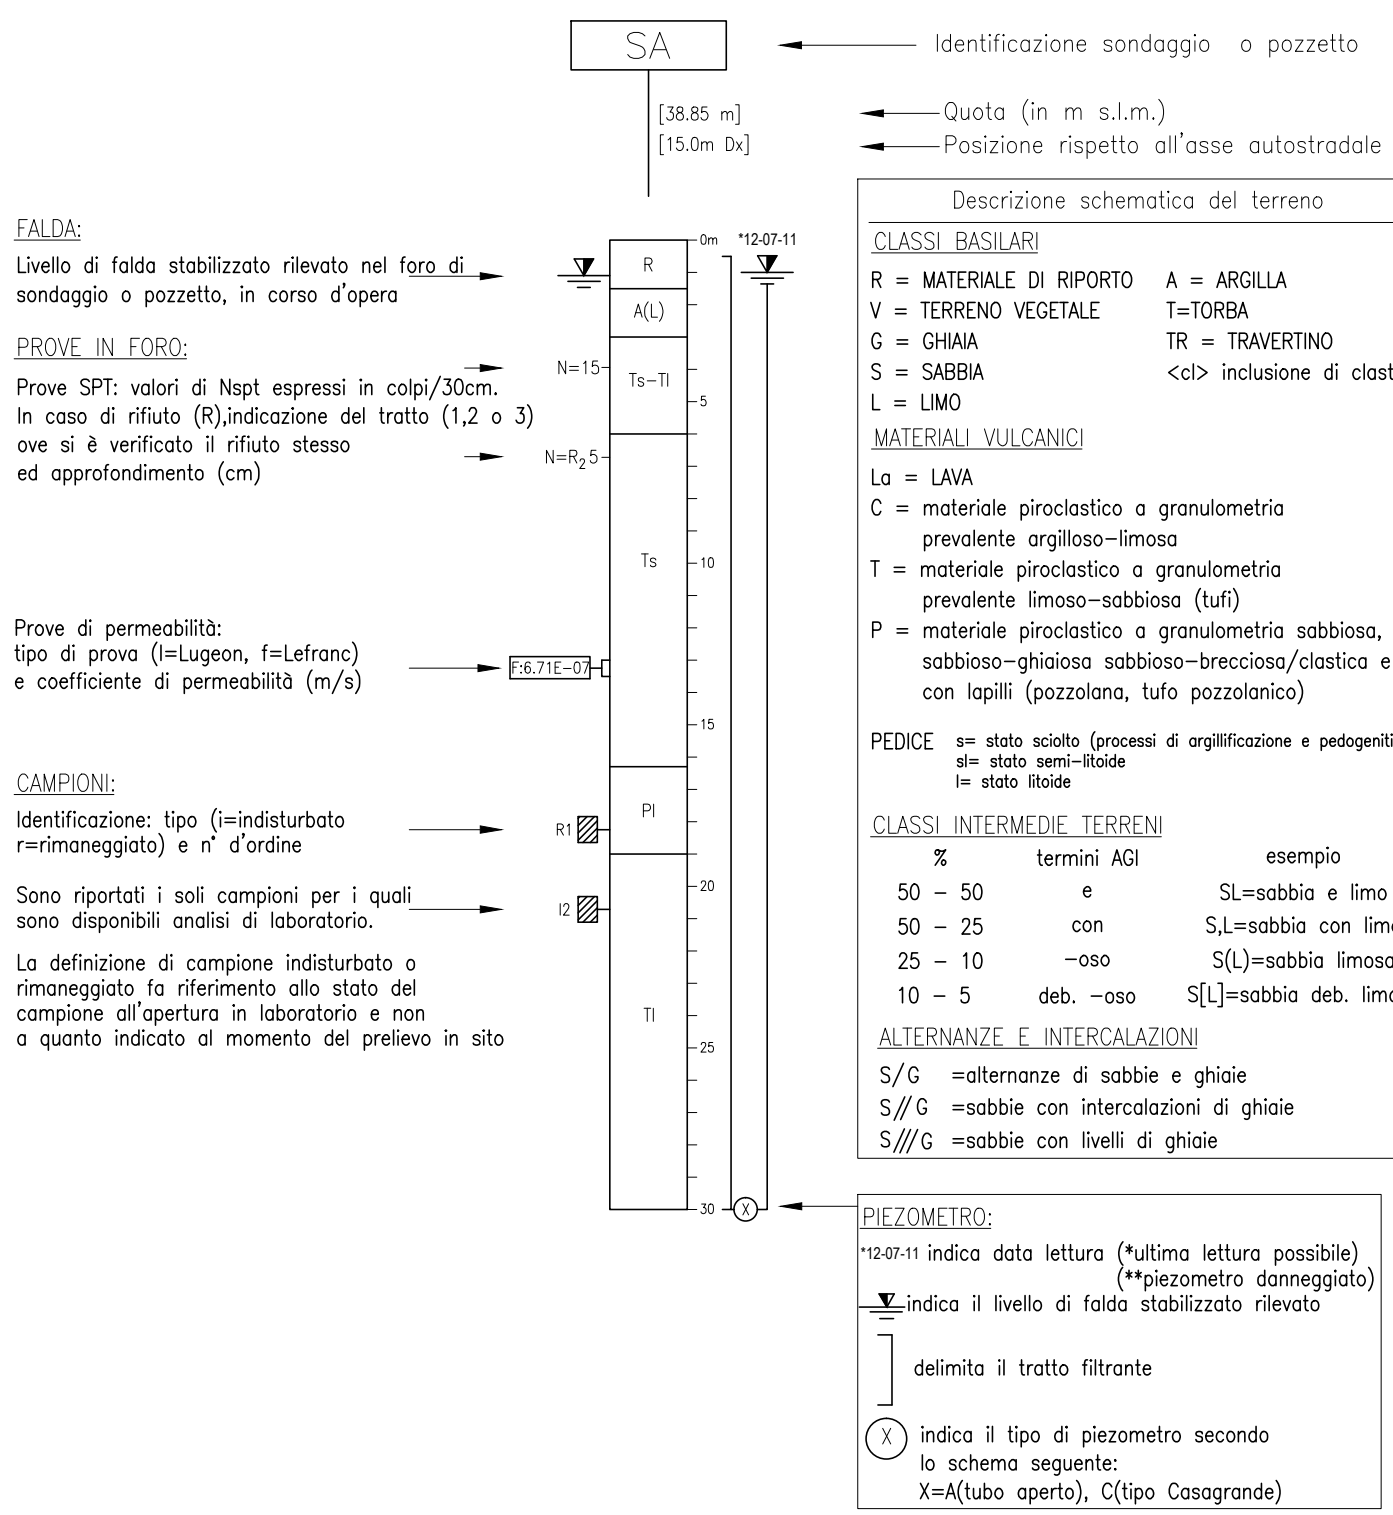 SA
Identificazione sondaggio o pozzetto
[38.85 m]
Quota (in m s.l.m.)
[15.0m Dx]
Posizione rispetto all'asse autostradale
FALDA:
Livello di falda stabilizzato rilevato nel foro di
sondaggio o pozzetto, in corso d'opera
PROVE IN FORO:
Prove SPT: valori di Nspt espressi in colpi/30cm.
In caso di rifiuto (R),indicazione del tratto (1,2 o 3)
ove si è verificato il rifiuto stesso
ed approfondimento (cm)
Prove di permeabilità:
tipo di prova (l=Lugeon, f=Lefranc)
e coefficiente di permeabilità (m/s)
CAMPIONI:
Identificazione: tipo (i=indisturbato
r=rimaneggiato) e n° d'ordine
Sono riportati i soli campioni per i quali
sono disponibili analisi di laboratorio.
La definizione di campione indisturbato o
rimaneggiato fa riferimento allo stato del
campione all'apertura in laboratorio e non
a quanto indicato al momento del prelievo in sito
N=15
N=R₂5
F:6.71E-07
R1
I2
R
A(L)
Ts-Tl
Ts
Pl
Tl
0m
5
10
15
20
25
30
*12-07-11
X
Descrizione schematica del terreno
CLASSI BASILARI
R = MATERIALE DI RIPORTO A = ARGILLA
V = TERRENO VEGETALE T=TORBA
G = GHIAIA TR = TRAVERTINO
S = SABBIA <cl> inclusione di clast
L = LIMO
MATERIALI VULCANICI
La = LAVA
C = materiale piroclastico a granulometria
prevalente argilloso-limosa
T = materiale piroclastico a granulometria
prevalente limoso-sabbiosa (tufi)
P = materiale piroclastico a granulometria sabbiosa,
sabbioso-ghiaiosa sabbioso-brecciosa/clastica e
con lapilli (pozzolana, tufo pozzolanico)
PEDICE s= stato sciolto (processi di argillificazione e pedogeniti
sl= stato semi-litoide
l= stato litoide
CLASSI INTERMEDIE TERRENI
% termini AGI esempio
50 - 50 e SL=sabbia e limo
50 - 25 con S,L=sabbia con lim
25 - 10 -oso S(L)=sabbia limosa
10 - 5 deb. -oso S[L]=sabbia deb. lim
ALTERNANZE E INTERCALAZIONI
S/G =alternanze di sabbie e ghiaie
S//G =sabbie con intercalazioni di ghiaie
S///G =sabbie con livelli di ghiaie
PIEZOMETRO:
*12-07-11 indica data lettura (*ultima lettura possibile)
(**piezometro danneggiato)
indica il livello di falda stabilizzato rilevato
delimita il tratto filtrante
X indica il tipo di piezometro secondo
lo schema seguente:
X=A(tubo aperto), C(tipo Casagrande)